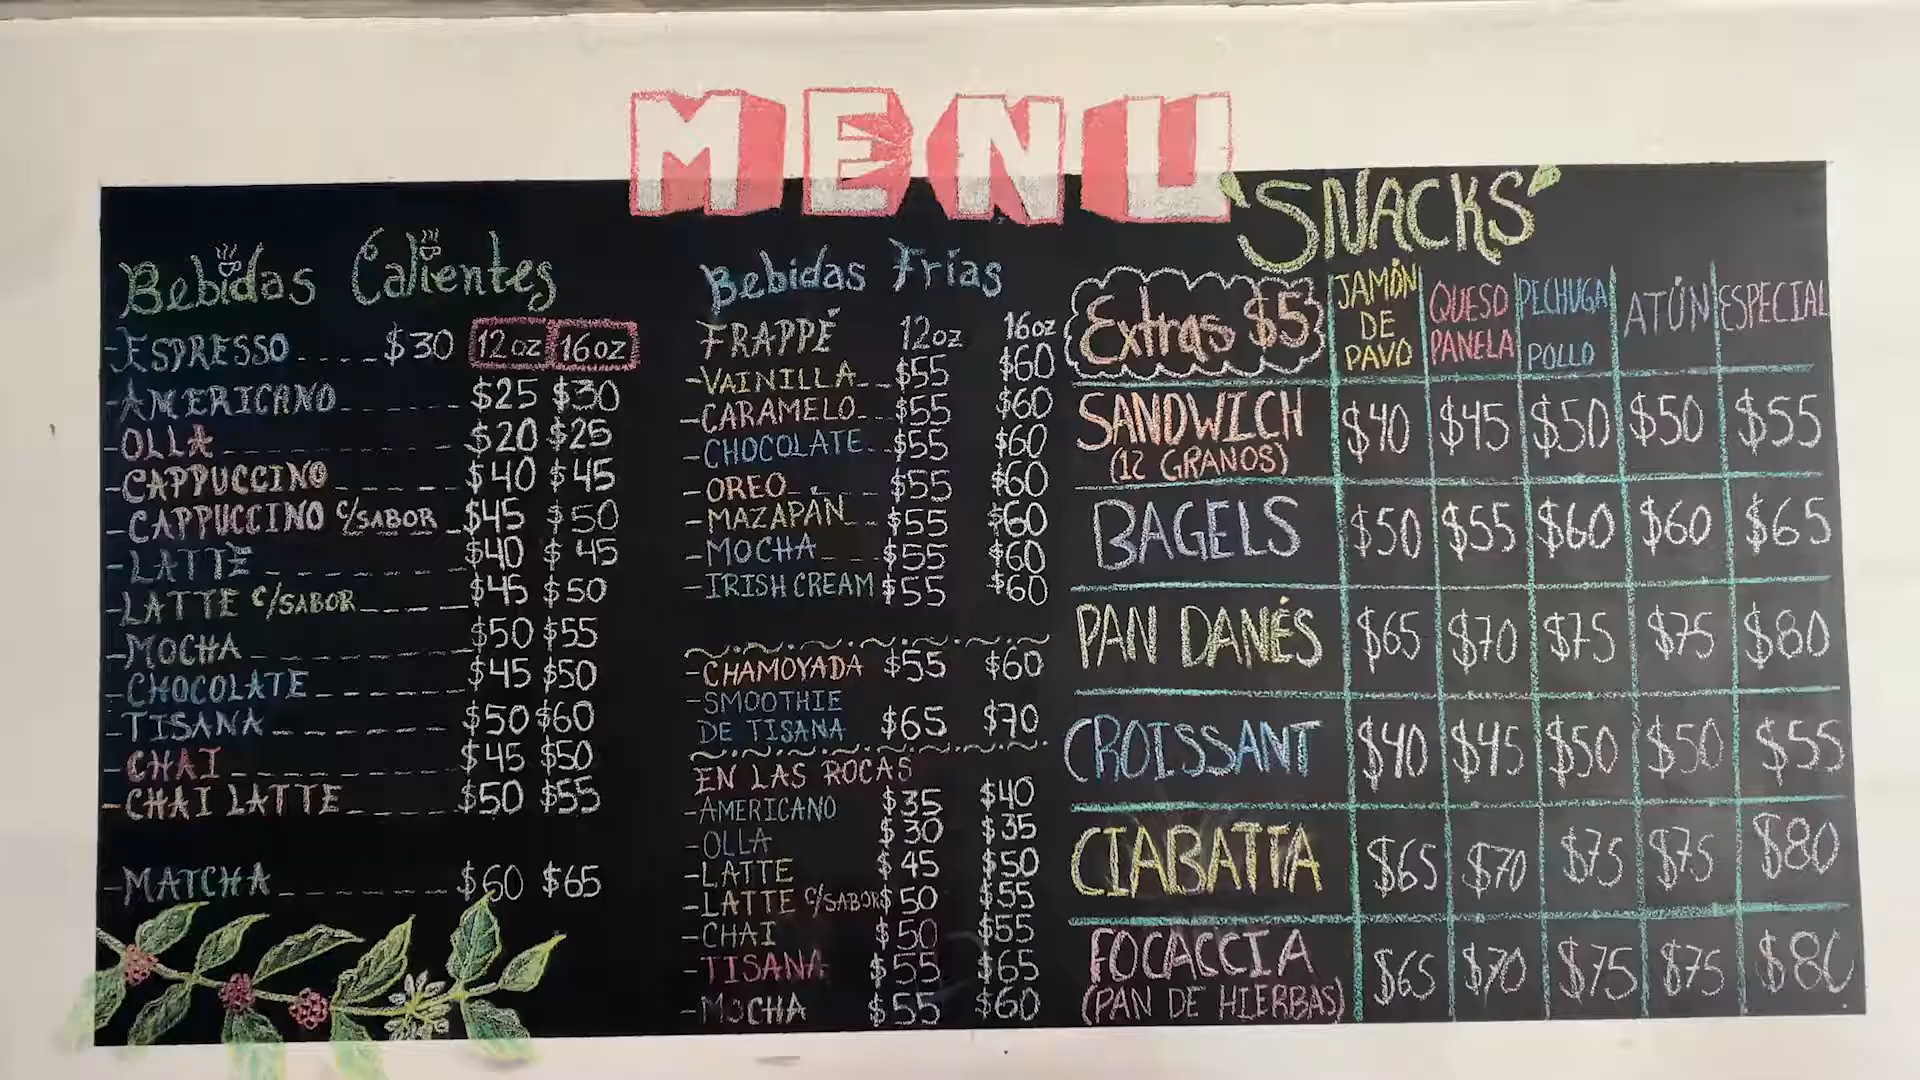 MENU
Bebidas Calientes
-ESPRESSO $30 12oz 16oz
-AMERICANO $25 $30
-OLLA $20 $25
-CAPPUCCINO $40 $45
-CAPPUCCINO C/SABOR $45 $50
-LATTE $40 $45
-LATTE C/SABOR $45 $50
-MOCHA $50 $55
-CHOCOLATE $45 $50
-TISANA $50 $60
-CHAI $45 $50
-CHAI LATTE $50 $55
-MATCHA $60 $65
Bebidas Frías
FRAPPÉ 12oz 16oz
-VAINILLA $55 $60
-CARAMELO $55 $60
-CHOCOLATE $55 $60
-OREO $55 $60
-MAZAPAN $55 $60
-MOCHA $55 $60
-IRISH CREAM $55 $60
-CHAMOYADA $55 $60
-SMOOTHIE
DE TISANA $65 $70
EN LAS ROCAS
-AMERICANO $35 $40
-OLLA $30 $35
-LATTE $45 $50
-LATTE C/SABOR $50 $55
-CHAI $50 $55
-TISANA $55 $65
-MOCHA $55 $60
'SNACKS'
Extras $5
JAMÓN
DE
PAVO
QUESO
PANELA
PECHUGA
POLLO
ATÚN
ESPECIAL
SANDWICH $40 $45 $50 $50 $55
(12 GRANOS)
BAGELS $50 $55 $60 $60 $65
PAN DANÉS $65 $70 $75 $75 $80
CROISSANT $40 $45 $50 $50 $55
CIABATTA $65 $70 $75 $75 $80
FOCACCIA $65 $70 $75 $75 $80
(PAN DE HIERBAS)